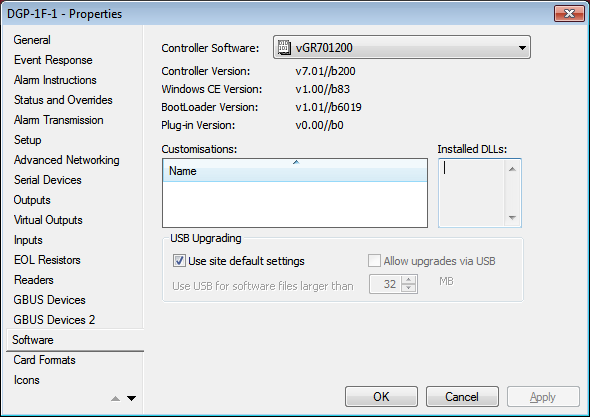 DGP-1F-1 - Properties
General
Event Response
Alarm Instructions
Status and Overrides
Alarm Transmission
Setup
Advanced Networking
Serial Devices
Outputs
Virtual Outputs
Inputs
EOL Resistors
Readers
GBUS Devices
GBUS Devices 2
Software
Card Formats
Icons
Controller Software: vGR701200
Controller Version: v7.01//b200
Windows CE Version: v1.00//b83
BootLoader Version: v1.01//b6019
Plug-in Version: v0.00//b0
Customisations: Installed DLLs:
Name
USB Upgrading
Use site default settings Allow upgrades via USB
Use USB for software files larger than 32 MB
OK Cancel Apply